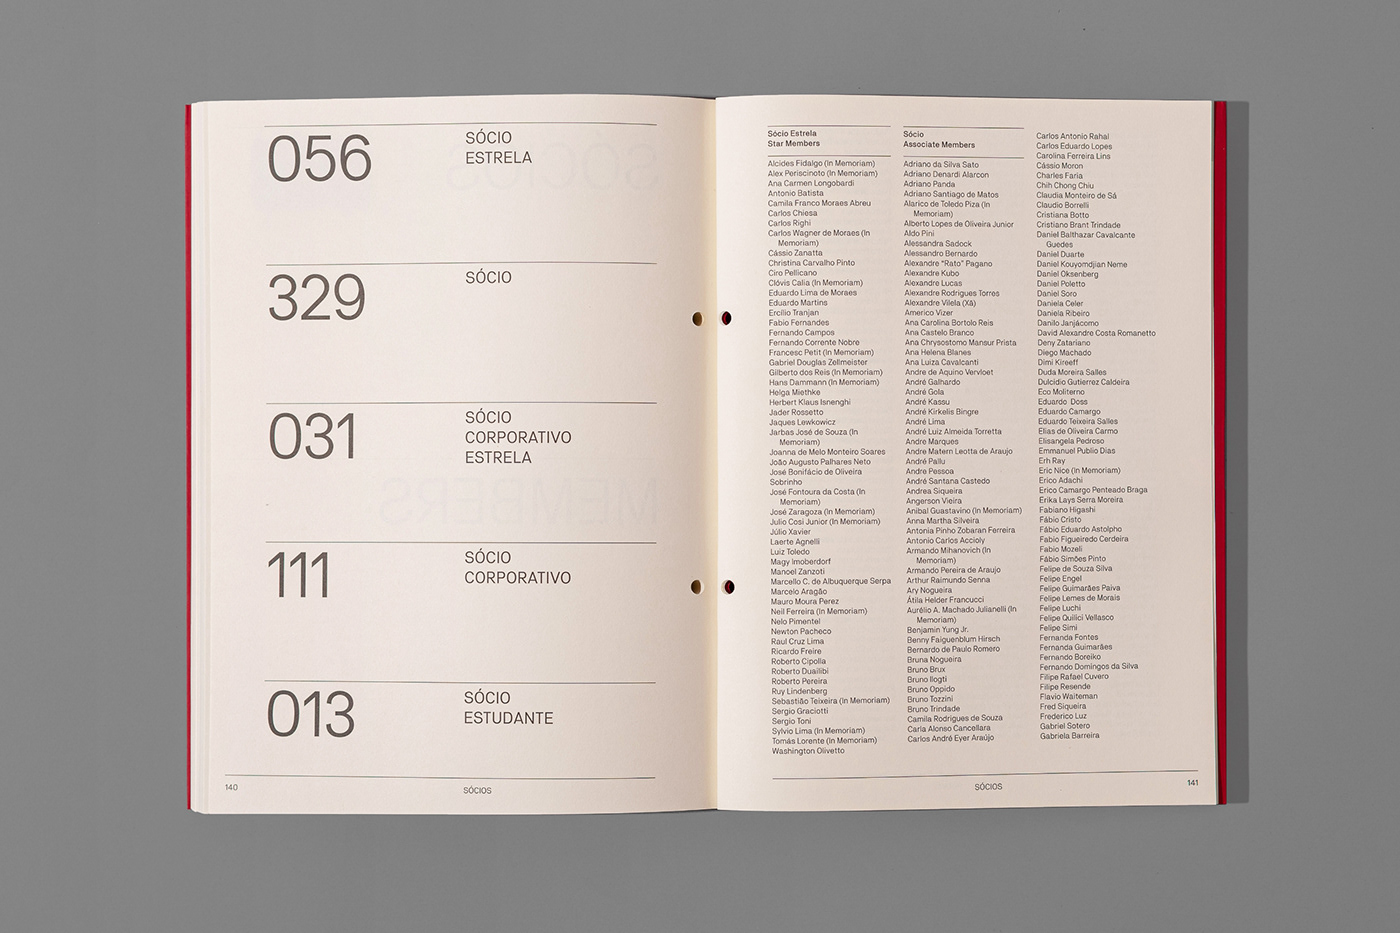 056
SÓCIO
ESTRELA
329
SÓCIO
031
SÓCIO
CORPORATIVO
ESTRELA
111
SÓCIO
CORPORATIVO
013
SÓCIO
ESTUDANTE
140
SÓCIOS
Sócio Estrela
Star Members
Alcides Fidalgo (In Memoriam)
Alex Periscinoto (In Memoriam)
Ana Carmen Longobardi
Antonio Batista
Camila Franco Moraes Abreu
Carlos Chiesa
Carlos Righi
Carlos Wagner de Moraes (In
Memoriam)
Cássio Zanatta
Christina Carvalho Pinto
Ciro Pellicano
Clóvis Calia (In Memoriam)
Eduardo Lima de Moraes
Eduardo Martins
Ercílio Tranjan
Fabio Fernandes
Fernando Campos
Fernando Corrente Nobre
Francesc Petit (In Memoriam)
Gabriel Douglas Zellmeister
Gilberto dos Reis (In Memoriam)
Hans Dammann (In Memoriam)
Helga Miethke
Herbert Klaus Isnenghi
Jader Rossetto
Jaques Lewkowicz
Jarbas José de Souza (In
Memoriam)
Joanna de Melo Monteiro Soares
João Augusto Palhares Neto
José Bonifácio de Oliveira
Sobrinho
José Fontoura da Costa (In
Memoriam)
José Zaragoza (In Memoriam)
Julio Cosi Junior (In Memoriam)
Júlio Xavier
Laerte Agnelli
Luiz Toledo
Magy Imoberdorf
Manoel Zanzoti
Marcello C. de Albuquerque Serpa
Marcelo Aragão
Mauro Moura Perez
Neil Ferreira (In Memoriam)
Nelo Pimentel
Newton Pacheco
Raul Cruz Lima
Ricardo Freire
Roberto Cipolla
Roberto Duailibi
Roberto Pereira
Ruy Lindenberg
Sebastião Teixeira (In Memoriam)
Sergio Graciotti
Sergio Toni
Sylvio Lima (In Memoriam)
Tomás Lorente (In Memoriam)
Washington Olivetto
Sócio
Associate Members
Adriano da Silva Sato
Adriano Denardi Alarcon
Adriano Panda
Adriano Santiago de Matos
Alarico de Toledo Piza (In
Memoriam)
Alberto Lopes de Oliveira Junior
Aldo Pini
Alessandra Sadock
Alessandro Bernardo
Alexandre "Rato" Pagano
Alexandre Kubo
Alexandre Lucas
Alexandre Rodrigues Torres
Alexandre Vilela (Xã)
Americo Vizer
Ana Carolina Bortolo Reis
Ana Castelo Branco
Ana Chrysostomo Mansur Prista
Ana Helena Blanes
Ana Luiza Cavalcanti
Andre de Aquino Vervloet
André Galhardo
André Gola
André Kassu
André Kirkelis Bingre
André Lima
André Luiz Almeida Torretta
Andre Marques
Andre Matern Leotta de Araujo
André Pallu
Andre Pessoa
André Santana Castedo
Andrea Siqueira
Angerson Vieira
Anibal Guastavino (In Memoriam)
Anna Martha Silveira
Antonia Pinho Zobaran Ferreira
Antonio Carlos Accioly
Armando Mihanovich (In
Memoriam)
Armando Pereira de Araujo
Arthur Raimundo Senna
Ary Nogueira
Átila Helder Francucci
Aurélio A. Machado Julianelli (In
Memoriam)
Benjamin Yung Jr.
Benny Faiguenblum Hirsch
Bernardo de Paulo Romero
Bruna Nogueira
Bruno Brux
Bruno Ilogti
Bruno Oppido
Bruno Tozzini
Bruno Trindade
Camila Rodrigues de Souza
Carla Alonso Cancellara
Carlos André Eyer Araújo
Carlos Antonio Rahal
Carlos Eduardo Lopes
Carolina Ferreira Lins
Cássio Moron
Charles Faria
Chih Chong Chiu
Claudia Monteiro de Sá
Claudio Borrelli
Cristiana Botto
Cristiano Brant Trindade
Daniel Balthazar Cavalcante
Guedes
Daniel Duarte
Daniel Kouyomdjian Neme
Daniel Oksenberg
Daniel Poletto
Daniel Soro
Daniela Celer
Daniela Ribeiro
Danilo Janjácomo
David Alexandre Costa Romanetto
Deny Zatariano
Diego Machado
Dimi Kireeff
Duda Moreira Salles
Dulcidio Gutierrez Caldeira
Eco Moliterno
Eduardo Doss
Eduardo Camargo
Eduardo Teixeira Salles
Elias de Oliveira Carmo
Elisangela Pedroso
Emmanuel Publio Dias
Erh Ray
Eric Nice (In Memoriam)
Erico Adachi
Erico Camargo Penteado Braga
Erika Lays Serra Moreira
Fabiano Higashi
Fábio Cristo
Fábio Eduardo Astolpho
Fabio Figueiredo Cerdeira
Fabio Mozeli
Fábio Simões Pinto
Felipe de Souza Silva
Felipe Engel
Felipe Guimarães Paiva
Felipe Lemes de Morais
Felipe Luchi
Felipe Quilici Vellasco
Felipe Simi
Fernanda Fontes
Fernanda Guimarães
Fernando Boreiko
Fernando Domingos da Silva
Filipe Rafael Cuvero
Filipe Resende
Flavio Waiteman
Fred Siqueira
Frederico Luz
Gabriel Sotero
Gabriela Barreira
SÓCIOS
141